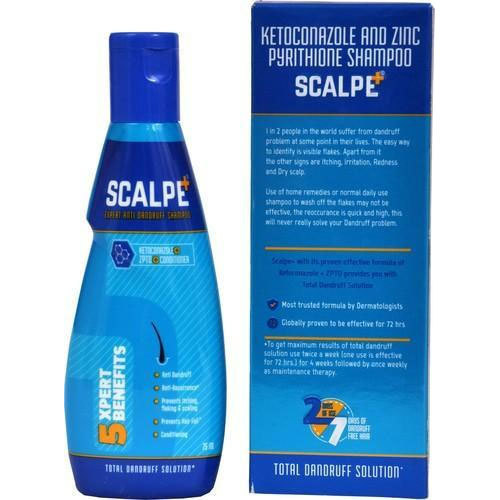 SCALPE+
EXPERT ANTI DANDRUFF SHAMPOO
KETOCONAZOLE +
ZPTO + CONDITIONER
5 XPERT
BENEFITS
Anti Dandruff
Anti-Reccurence*
Prevents Itching,
flaking & scaling
Prevents Hair Fall*
Conditioning
75 ml
TOTAL DANDRUFF SOLUTION*
KETOCONAZOLE AND ZINC
PYRITHIONE SHAMPOO
SCALPE+®
1 in 2 people in the world suffer from dandruff
problem at some point in their lives. The easy way
to identify is visible flakes. Apart from it
the other signs are Itching, Irritation, Redness
and Dry scalp.
Use of home remedies or normal daily use
shampoo to wash off the flakes may not be
effective, the reoccurance is quick and high, this
will never really solve your Dandruff problem.
Scalpe+ with its proven effective formula of
Ketoconazole + ZPTO provides you with
Total Dandruff Solution
Most trusted formula by Dermatologists
Globally proven to be effective for 72 hrs
*To get maximum results of total dandruff
solution use twice a week (one use is effective
for 72 hrs.) for 4 weeks followed by once weekly
as maintenance therapy.
2 DAYS OF USE
7 DAYS OF
DANDRUFF
FREE HAIR
TOTAL DANDRUFF SOLUTION*